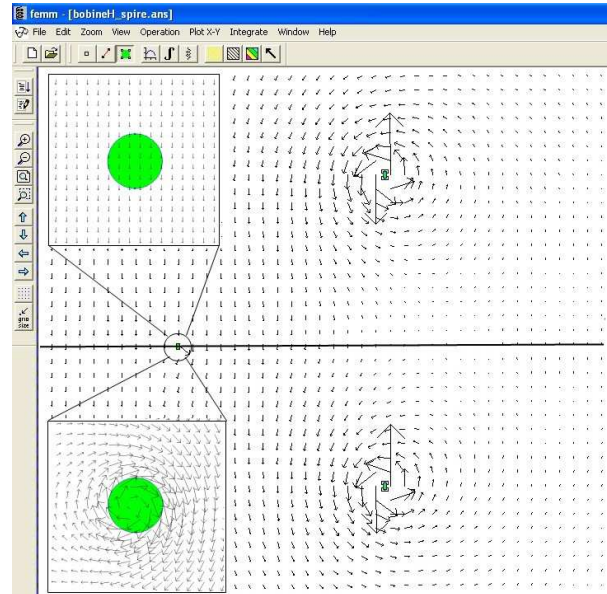 femm - [bobineH_spire.ans]
File Edit Zoom View Operation Plot X-Y Integrate Window Help
grid
size